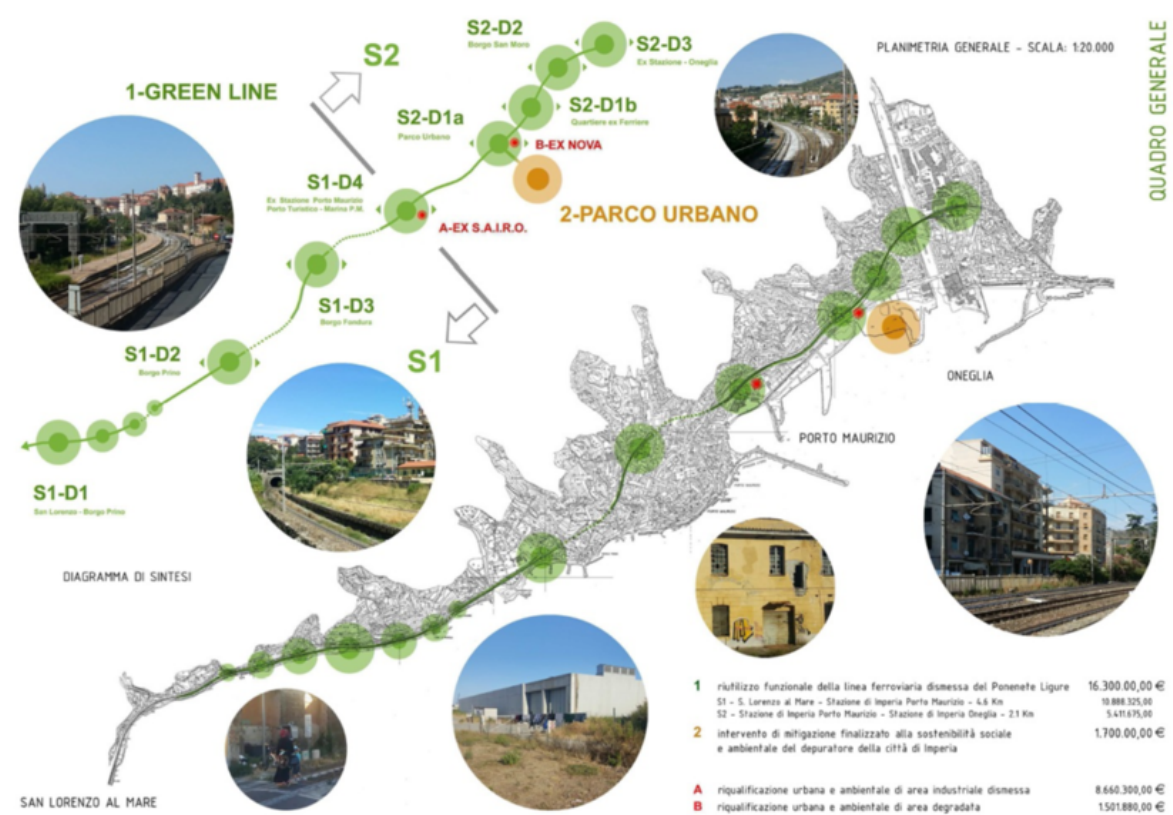 QUADRO GENERALE
PLANIMETRIA GENERALE - SCALA: 1:20.000
1-GREEN LINE
S2
S2-D2
Borgo San Moro
S2-D3
Ex Stazione - Oneglia
S2-D1a
Parco Urbano
S2-D1b
Quartiere ex Ferriere
B-EX NOVA
2-PARCO URBANO
S1-D4
Ex Stazione Porto Maurizio
Porto Turistico - Marina P.M.
A-EX S.A.I.R.O.
S1-D3
Borgo Fondura
S1
S1-D2
Borgo Prino
S1-D1
San Lorenzo - Borgo Prino
DIAGRAMMA DI SINTESI
ONEGLIA
PORTO MAURIZIO
PORTO MAURIZIO
PORTO MAURIZIO
SAN LORENZO AL MARE
1 riutilizzo funzionale della linea ferroviaria dismessa del Ponenete Ligure 16.300.00,00 €
S1 - S. Lorenzo al Mare - Stazione di Imperia Porto Maurizio - 4.6 Km 10.888.325,00
S2 - Stazione di Imperia Porto Maurizio - Stazione di Imperia Oneglia - 2.1 Km 5.411.675,00
2 intervento di mitigazione finalizzato alla sostenibilità sociale 1.700.00,00 €
e ambientale del depuratore della città di Imperia
A riqualificazione urbana e ambientale di area industriale dismessa 8.660.300,00 €
B riqualificazione urbana e ambientale di area degradata 1.501.880,00 €